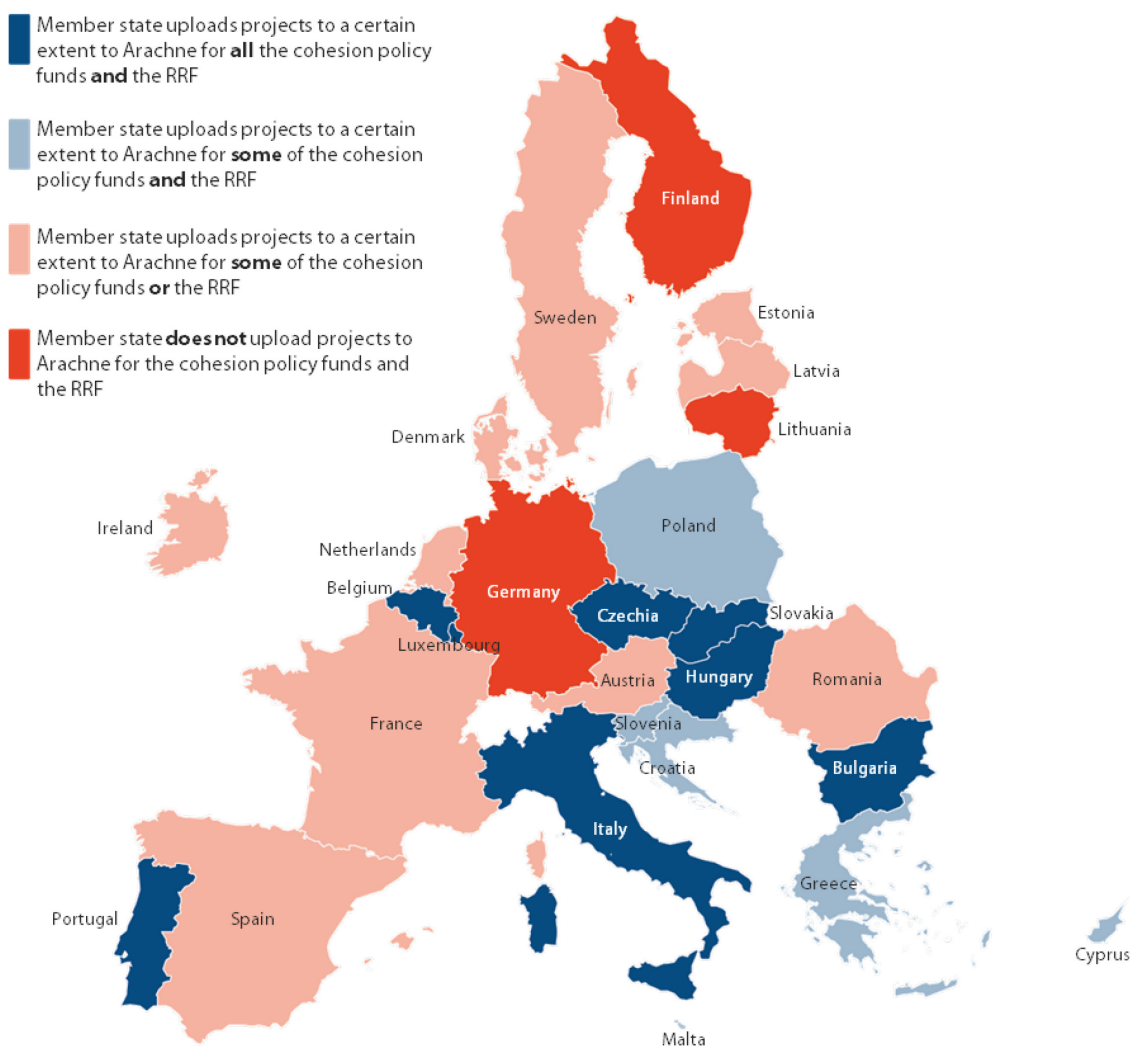 Member state uploads projects to a certain
extent to Arachne for all the cohesion policy
funds and the RRF
Member state uploads projects to a certain
extent to Arachne for some of the cohesion
policy funds and the RRF
Member state uploads projects to a certain
extent to Arachne for some of the cohesion
policy funds or the RRF
Member state does not upload projects to
Arachne for the cohesion policy funds and
the RRF
Finland
Sweden
Estonia
Latvia
Lithuania
Denmark
Ireland
Poland
Netherlands
Belgium
Germany
Czechia
Slovakia
Luxembourg
Hungary
Austria
Romania
France
Slovenia
Croatia
Bulgaria
Italy
Greece
Portugal
Spain
Cyprus
Malta